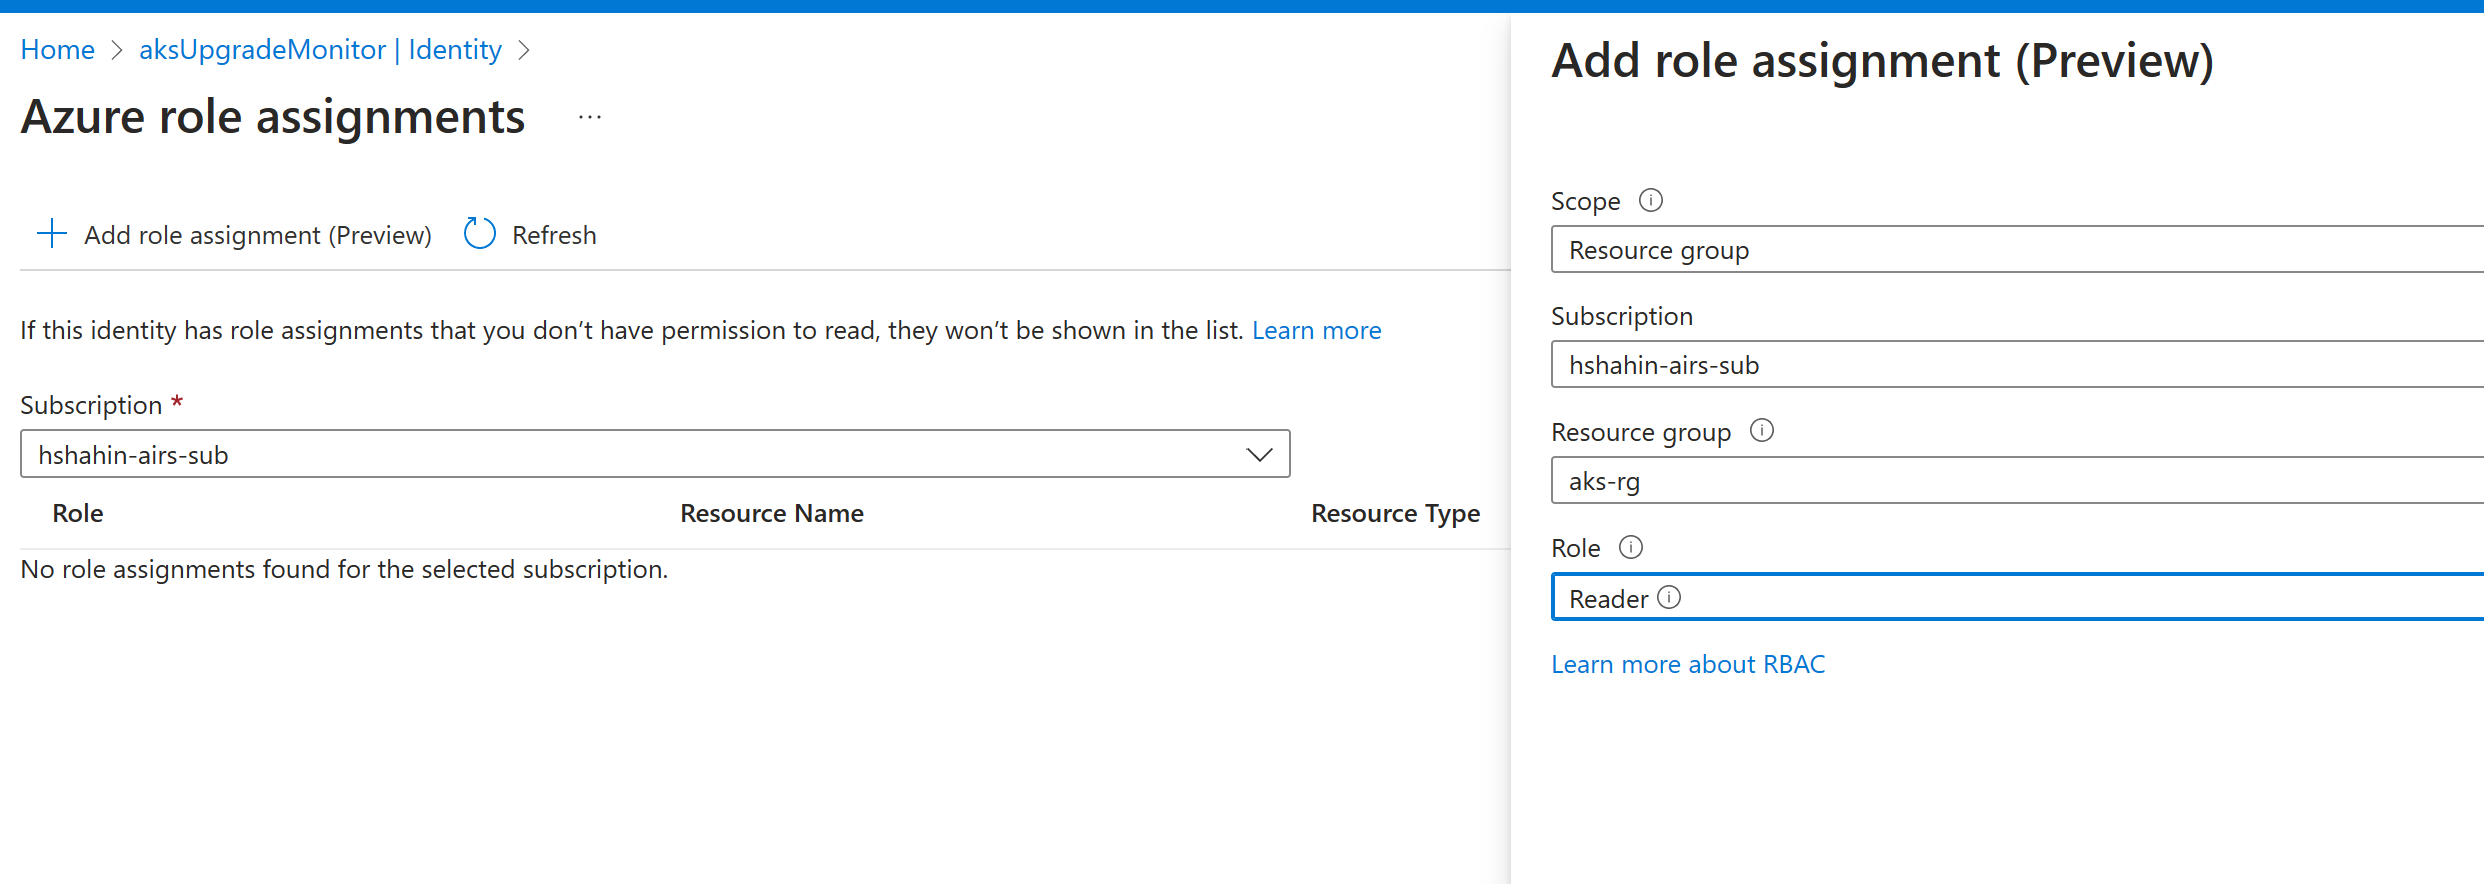 Home > aksUpgradeMonitor | Identity >
Azure role assignments ...
Add role assignment (Preview) Refresh
If this identity has role assignments that you don't have permission to read, they won't be shown in the list. Learn more
Subscription *
hshahin-airs-sub
Role Resource Name Resource Type
No role assignments found for the selected subscription.
Add role assignment (Preview)
Scope
Resource group
Subscription
hshahin-airs-sub
Resource group
aks-rg
Role
Reader
Learn more about RBAC